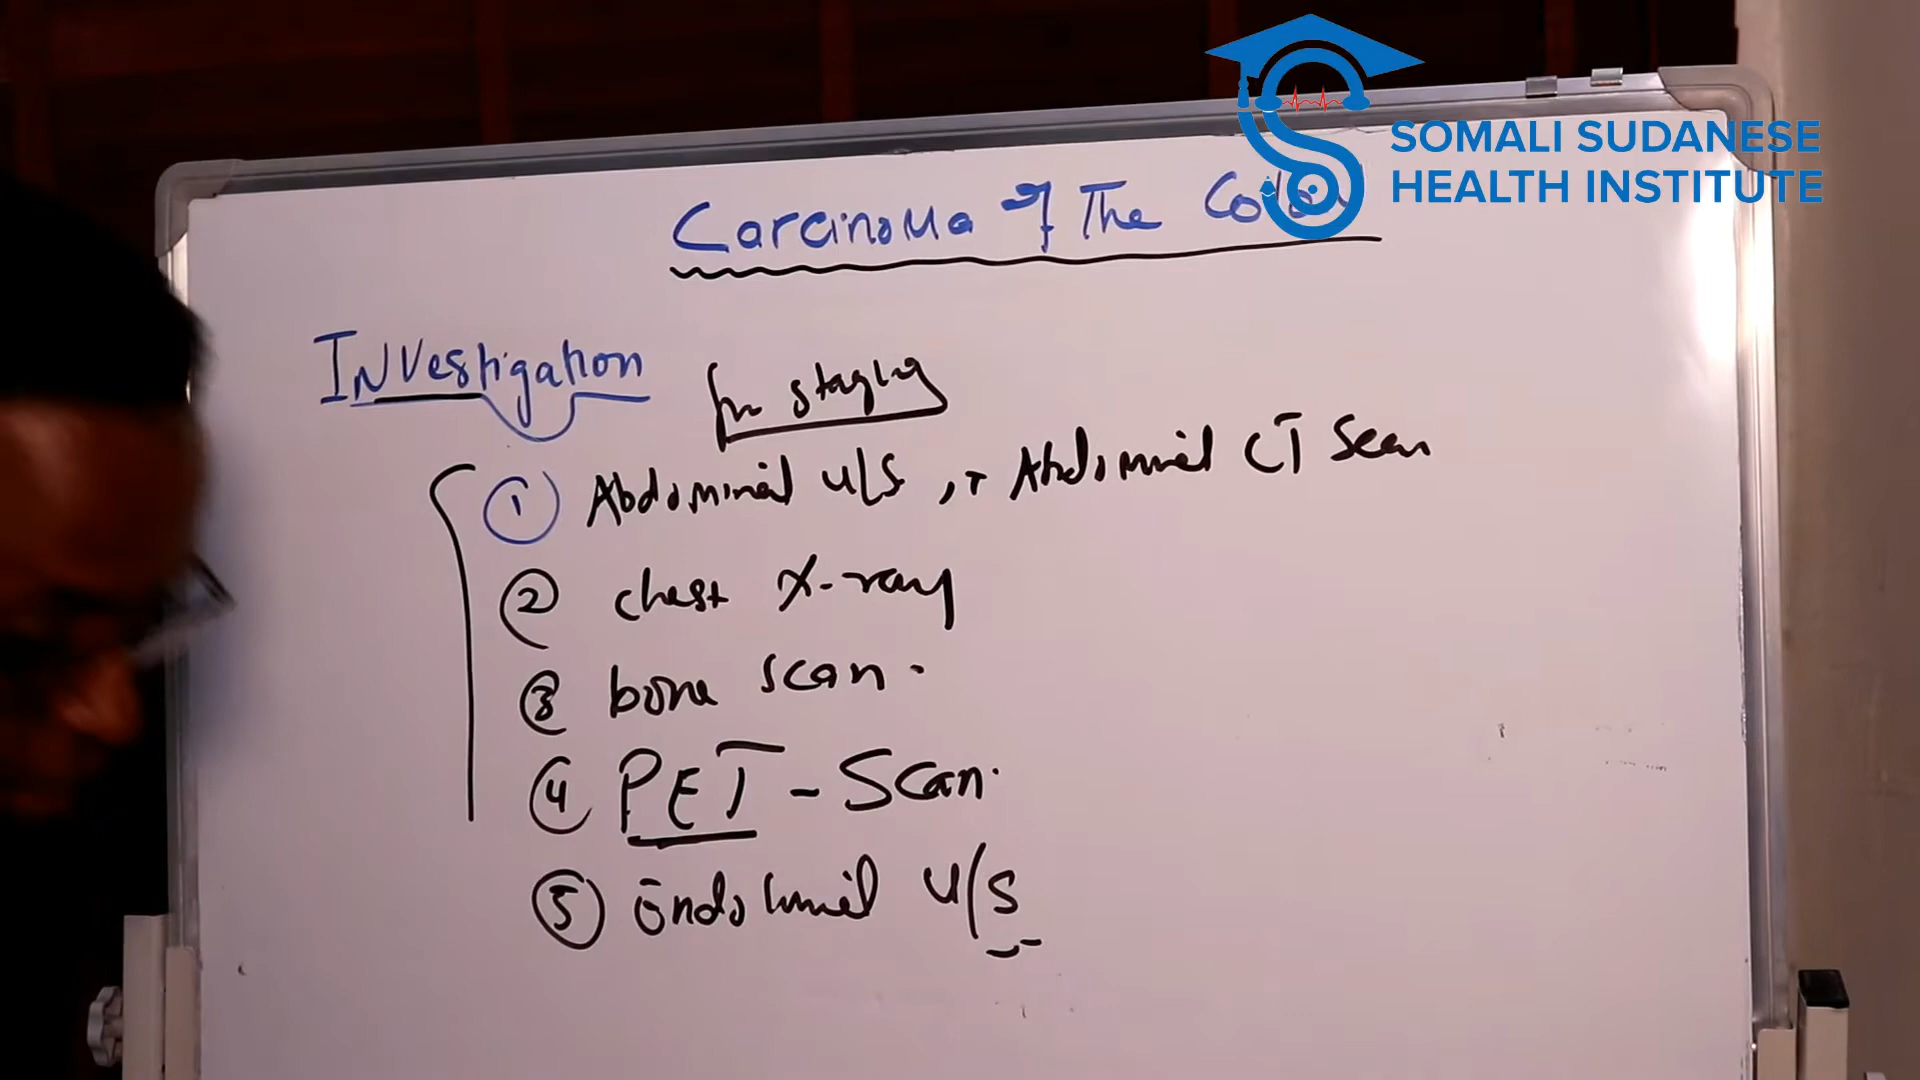 SOMALI SUDANESE
HEALTH INSTITUTE
Carcinoma of The Colon
Investigation
for staging
① Abdominal u/s, + Abdominal CT Scan
② chest X-ray
③ bone scan.
④ PET - Scan.
⑤ Endoluminal u/s